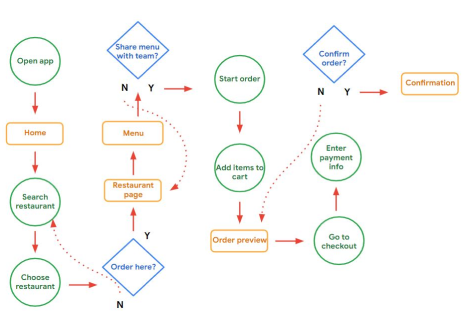 Open app
Home
Search
restaurant
Choose
restaurant
Order here?
Y
N
Restaurant
page
Menu
Share menu
with team?
N
Y
Start order
Add items to
cart
Order preview
Go to
checkout
Enter
payment
info
Confirm
order?
N
Y
Confirmation